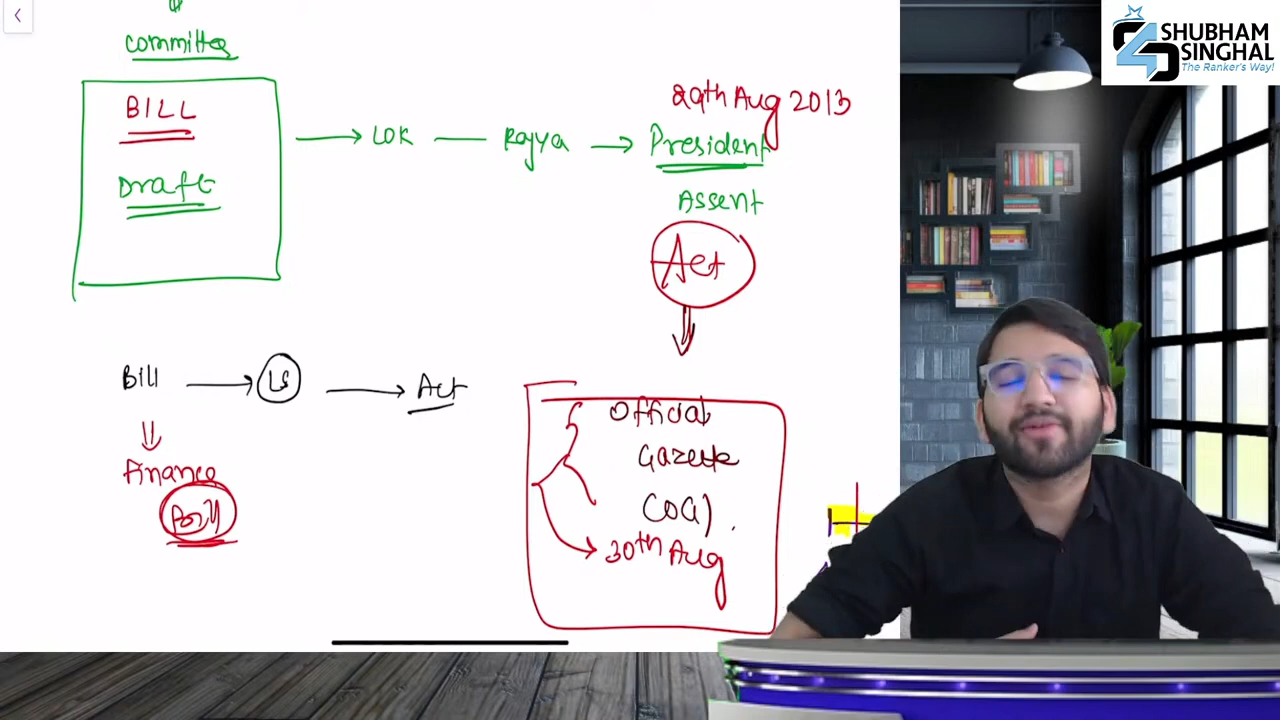 SHUBHAM
SINGHAL
The Ranker's Way!
committee
BILL
Draft
LOK
Rajya
29th Aug 2013
President
Assent
Act
Bill
LS
Act
Finance
Bill
Official
Gazette
(OG)
30th Aug